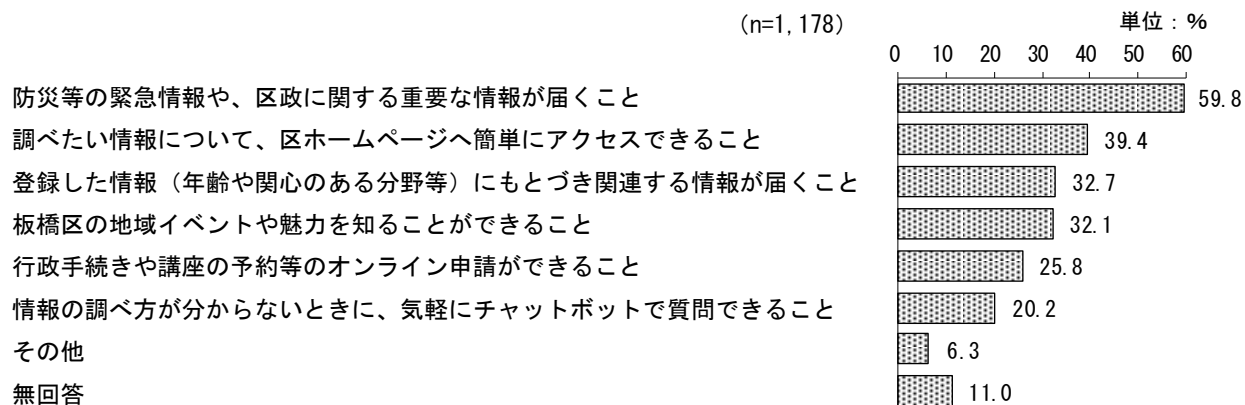 （n=1,178）
単位：％
0 10 20 30 40 50 60
防災等の緊急情報や、区政に関する重要な情報が届くこと 59.8
調べたい情報について、区ホームページへ簡単にアクセスできること 39.4
登録した情報（年齢や関心のある分野等）にもとづき関連する情報が届くこと 32.7
板橋区の地域イベントや魅力を知ることができること 32.1
行政手続きや講座の予約等のオンライン申請ができること 25.8
情報の調べ方が分からないときに、気軽にチャットボットで質問できること 20.2
その他 6.3
無回答 11.0